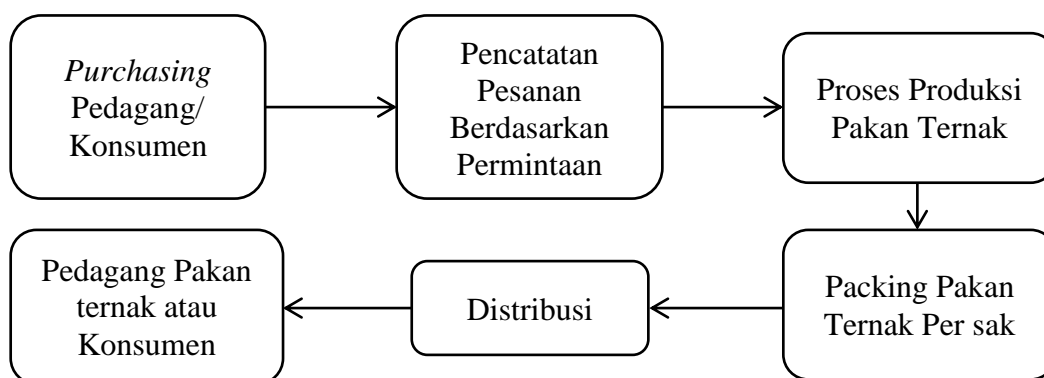 Purchasing
Pedagang/
Konsumen
Pencatatan
Pesanan
Berdasarkan
Permintaan
Proses Produksi
Pakan Ternak
Packing Pakan
Ternak Per sak
Distribusi
Pedagang Pakan
ternak atau
Konsumen